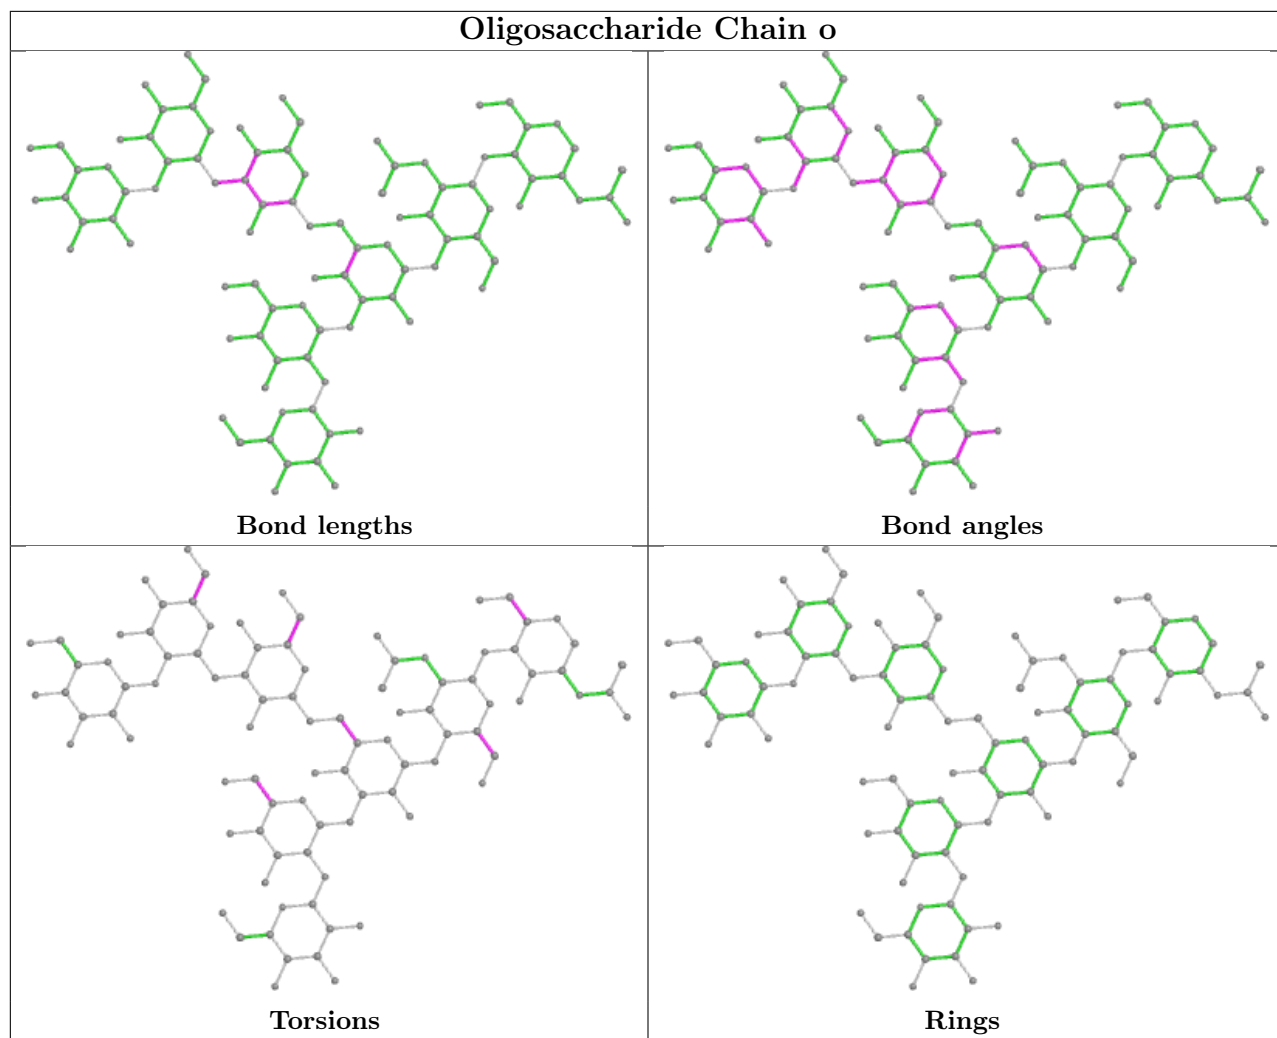 Oligosaccharide Chain o
Bond lengths
Bond angles
Torsions
Rings